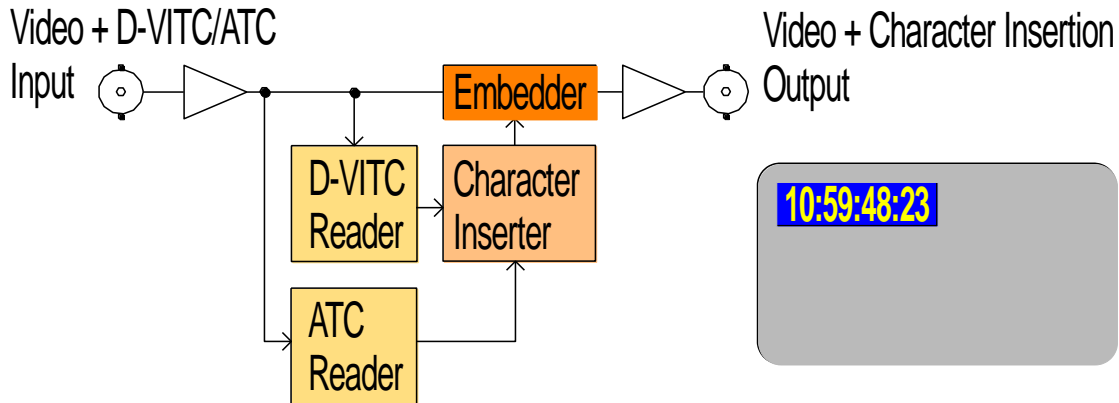 Video + D-VITC/ATC
Input
Video + Character Insertion
Output
Embedder
D-VITC
Reader
Character
Inserter
10:59:48:23
ATC
Reader